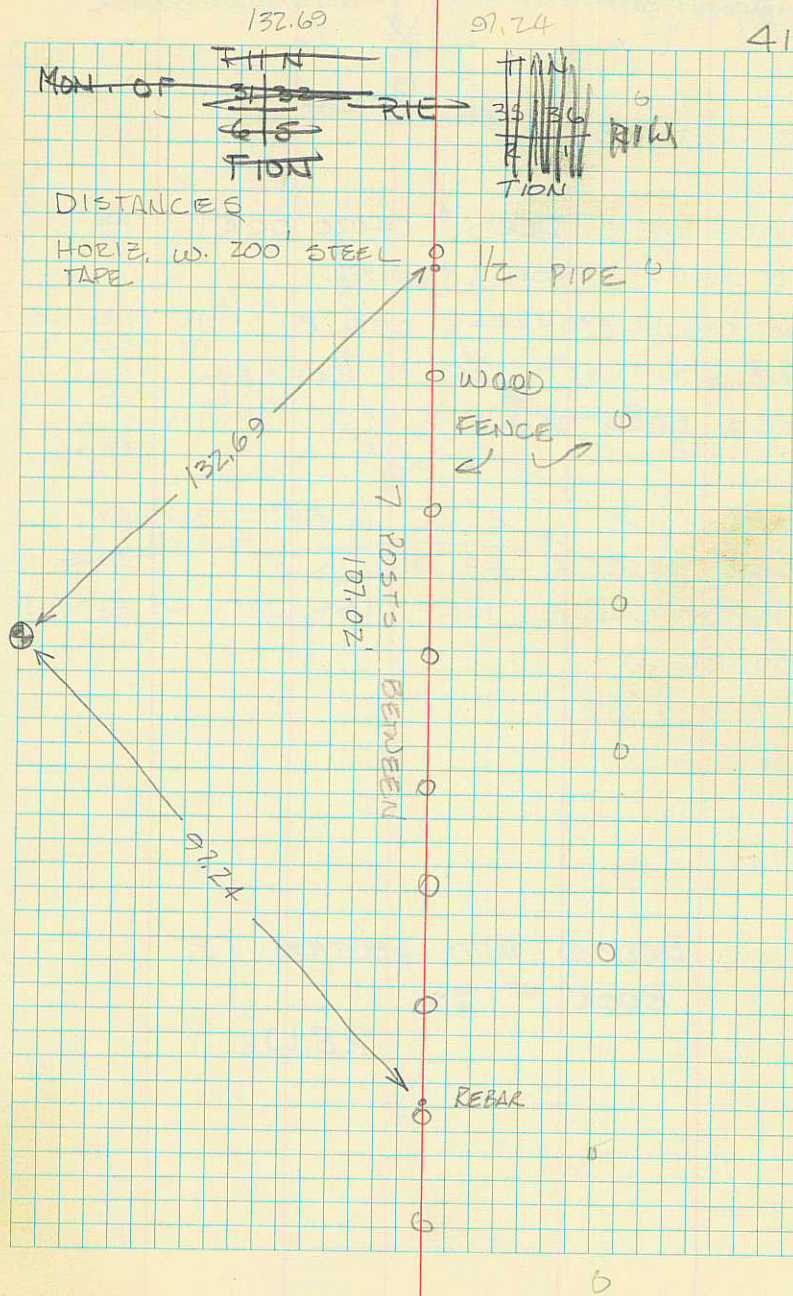 132.69 97.24
41
T11N
MON. OF 31 32 R1E
6 5
T10N
T11N
35 36 R1W
2 1
T10N
DISTANCES
HORIZ. W. 200' STEEL
TAPE
1/2 PIPE
WOOD
FENCE
132.69
7 POSTS BETWEEN
107.02'
97.24
REBAR